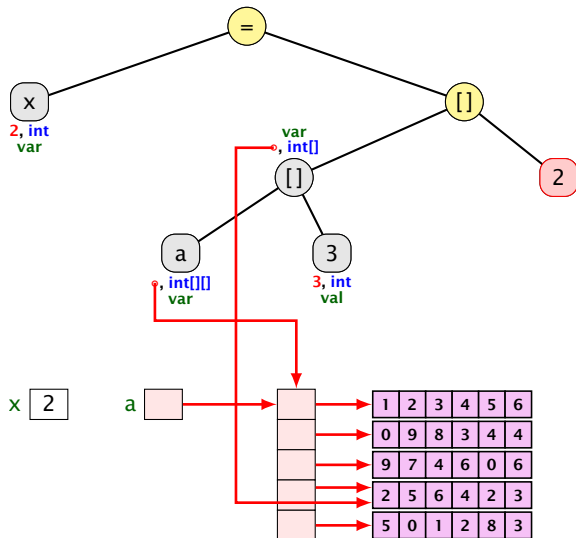 =
x
[]
2, int
var
var
, int[]
[]
2
a
3
, int[][]
var
3, int
val
x 2 a
1 2 3 4 5 6
0 9 8 3 4 4
9 7 4 6 0 6
2 5 6 4 2 3
5 0 1 2 8 3